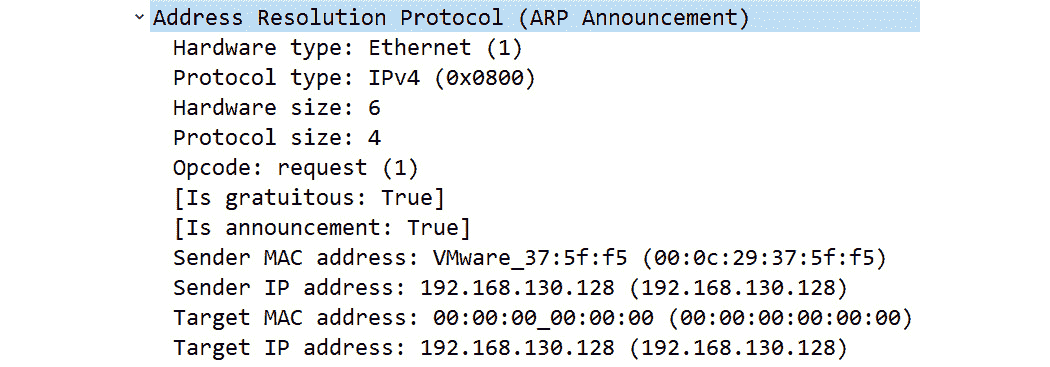 Address Resolution Protocol (ARP Announcement)
Hardware type: Ethernet (1)
Protocol type: IPv4 (0x0800)
Hardware size: 6
Protocol size: 4
Opcode: request (1)
[Is gratuitous: True]
[Is announcement: True]
Sender MAC address: VMware_37:5f:f5 (00:0c:29:37:5f:f5)
Sender IP address: 192.168.130.128 (192.168.130.128)
Target MAC address: 00:00:00_00:00:00 (00:00:00:00:00:00)
Target IP address: 192.168.130.128 (192.168.130.128)